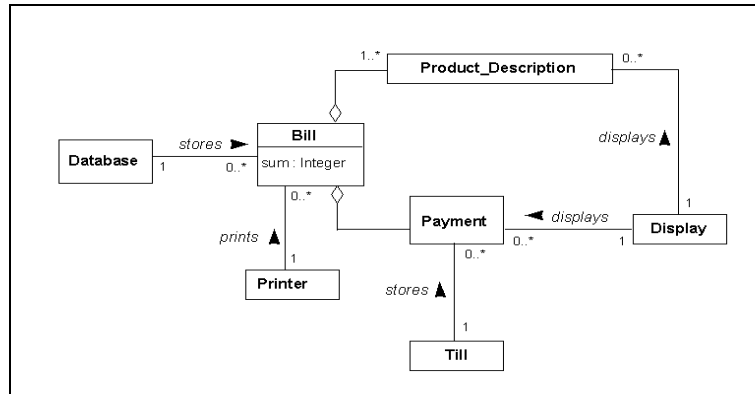 1..*
Product_Description
0..*
Bill
sum : Integer
Database
stores
1
0..*
displays
0..*
prints
1
Printer
Payment
displays
0..*
1
1
Display
0..*
stores
1
Till